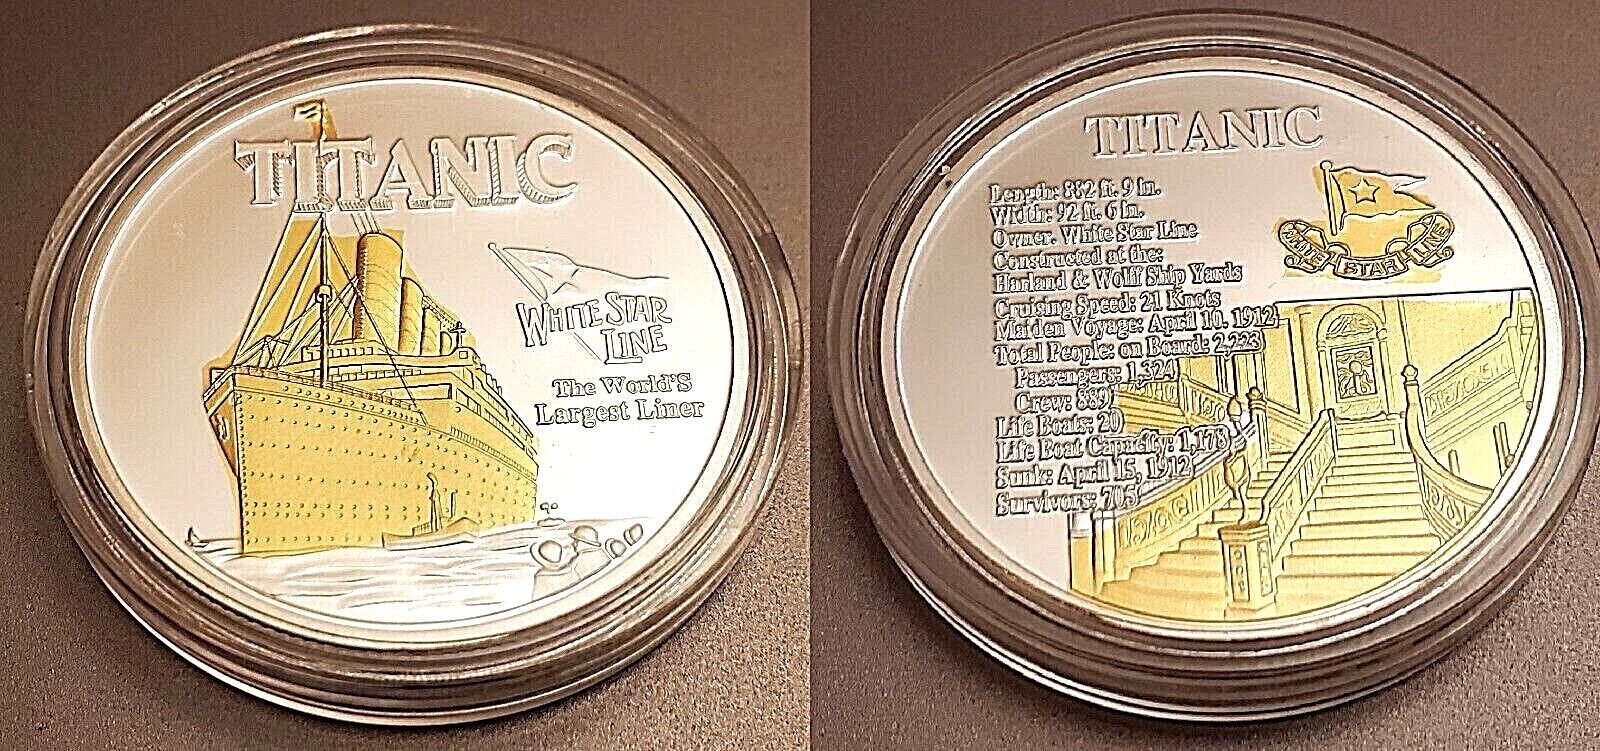 TITANIC
WHITE STAR
LINE
The World'S
Largest Liner
TITANIC
Length: 882 ft. 9 In.
Width: 92 ft. 6 In.
Owner. White Star Line
Constructed at the:
Harland & Wolff Ship Yards
Cruising Speed: 21 Knots
Maiden Voyage: April 10, 1912
Total People: on Board: 2,223
Passengers: 1,324
Crew: 889
Life Boats: 20
Life Boat Capacity: 1,178
Sunk: April 15, 1912
Survivors: 705
WHITE STAR LINE